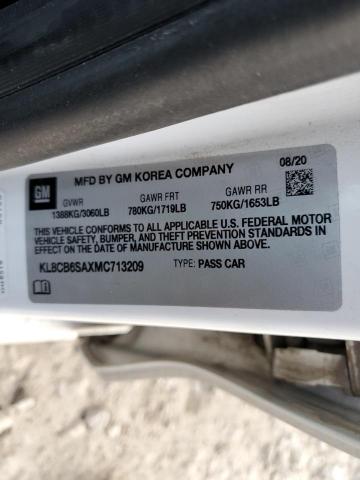 GM
MFD BY GM KOREA COMPANY
08/20
GVWR
1388KG/3060LB
GAWR FRT
780KG/1719LB
GAWR RR
750KG/1653LB
THIS VEHICLE CONFORMS TO ALL APPLICABLE U.S. FEDERAL MOTOR
VEHICLE SAFETY, BUMPER, AND THEFT PREVENTION STANDARDS IN
EFFECT ON THE DATE OF MANUFACTURE SHOWN ABOVE.
KL8CB6SAXMC713209
TYPE: PASS CAR